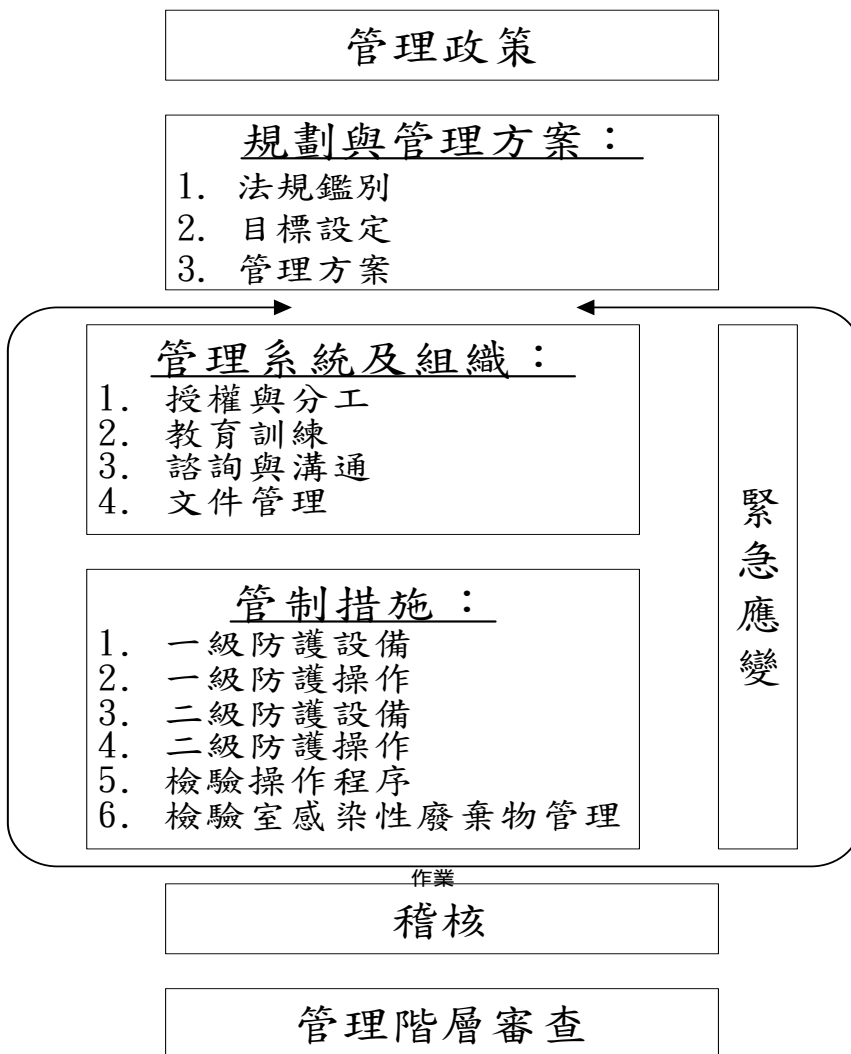 管理政策
規劃與管理方案：
1. 法規鑑別
2. 目標設定
3. 管理方案
管理系統及組織：
1. 授權與分工
2. 教育訓練
3. 諮詢與溝通
4. 文件管理
管制措施：
1. 一級防護設備
2. 一級防護操作
3. 二級防護設備
4. 二級防護操作
5. 檢驗操作程序
6. 檢驗室感染性廢棄物管理
緊急應變
作業
稽核
管理階層審查